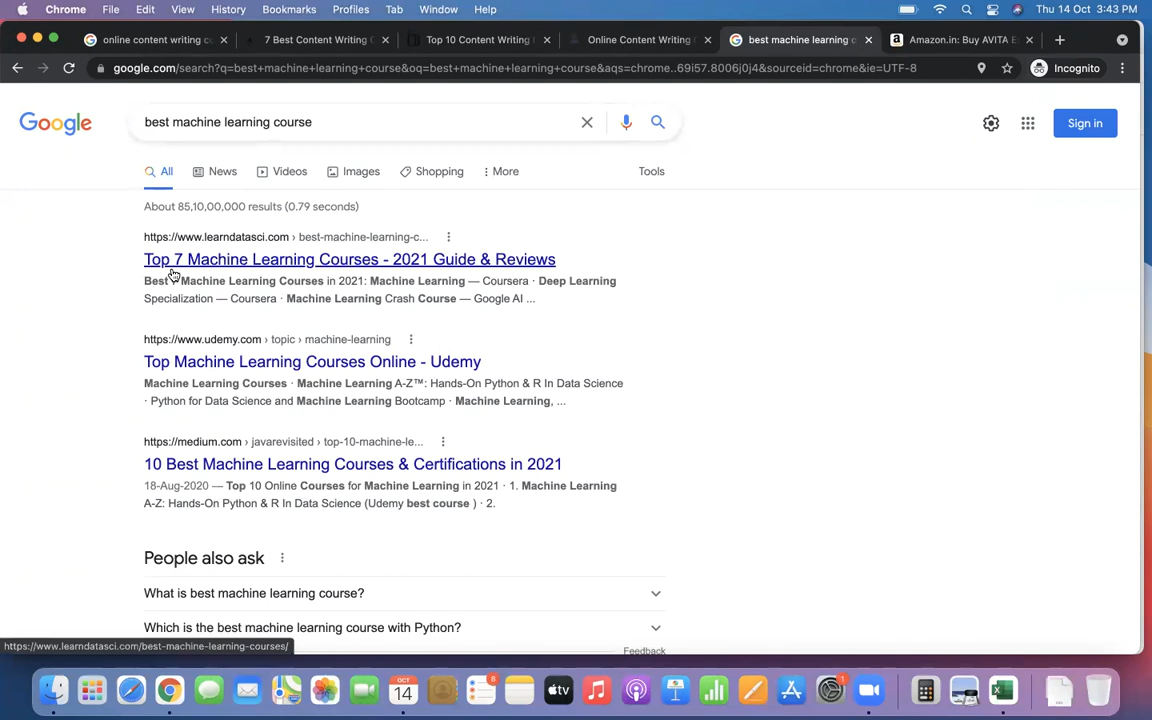 Chrome File Edit View History Bookmarks Profiles Tab Window Help Thu 14 Oct 3:43 PM
online content writing c 7 Best Content Writing Top 10 Content Writing Online Content Writing best machine learning c Amazon.in: Buy AVITA E
google.com/search?q=best+machine+learning+course&oq=best+machine+learning+course&aqs=chrome..69i57.8006j0j4&sourceid=chrome&ie=UTF-8 Incognito
Google best machine learning course Sign in
All News Videos Images Shopping More Tools
About 85,10,00,000 results (0.79 seconds)
https://www.learndatasci.com › best-machine-learning-c...
Top 7 Machine Learning Courses - 2021 Guide & Reviews
Best Machine Learning Courses in 2021: Machine Learning — Coursera · Deep Learning
Specialization — Coursera · Machine Learning Crash Course — Google AI ...
https://www.udemy.com › topic › machine-learning
Top Machine Learning Courses Online - Udemy
Machine Learning Courses · Machine Learning A-Z™: Hands-On Python & R In Data Science
· Python for Data Science and Machine Learning Bootcamp · Machine Learning, ...
https://medium.com › javarevisited › top-10-machine-le...
10 Best Machine Learning Courses & Certifications in 2021
18-Aug-2020 — Top 10 Online Courses for Machine Learning in 2021 · 1. Machine Learning
A-Z: Hands-On Python & R In Data Science (Udemy best course ) · 2.
People also ask
What is best machine learning course?
Which is the best machine learning course with Python?
https://www.learndatasci.com/best-machine-learning-courses/ Feedback
OCT 14 8 tv 1